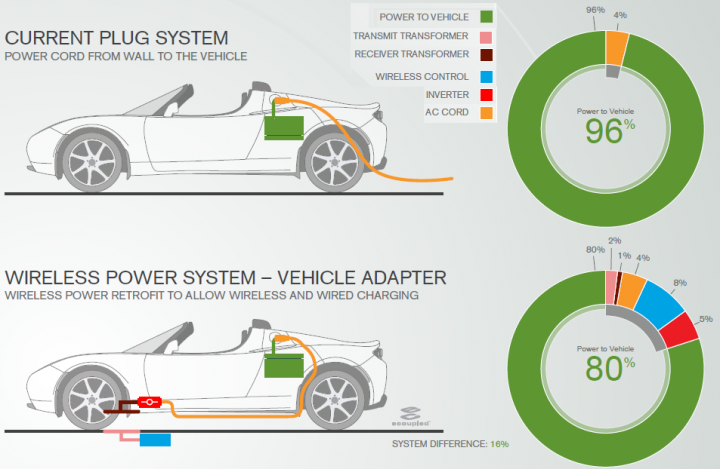 CURRENT PLUG SYSTEM
POWER CORD FROM WALL TO THE VEHICLE
POWER TO VEHICLE
TRANSMIT TRANSFORMER
RECEIVER TRANSFORMER
WIRELESS CONTROL
INVERTER
AC CORD
96%
4%
Power to Vehicle
96%
WIRELESS POWER SYSTEM – VEHICLE ADAPTER
WIRELESS POWER RETROFIT TO ALLOW WIRELESS AND WIRED CHARGING
80%
2%
1%
4%
8%
5%
Power to Vehicle
80%
ecoupled
SYSTEM DIFFERENCE: 16%